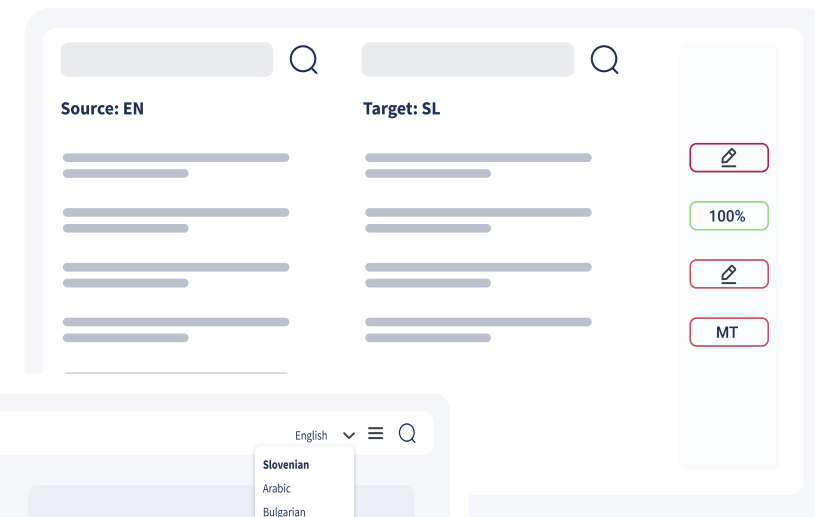 Source: EN
Target: SL
100%
MT
English
Slovenian
Arabic
Bulgarian